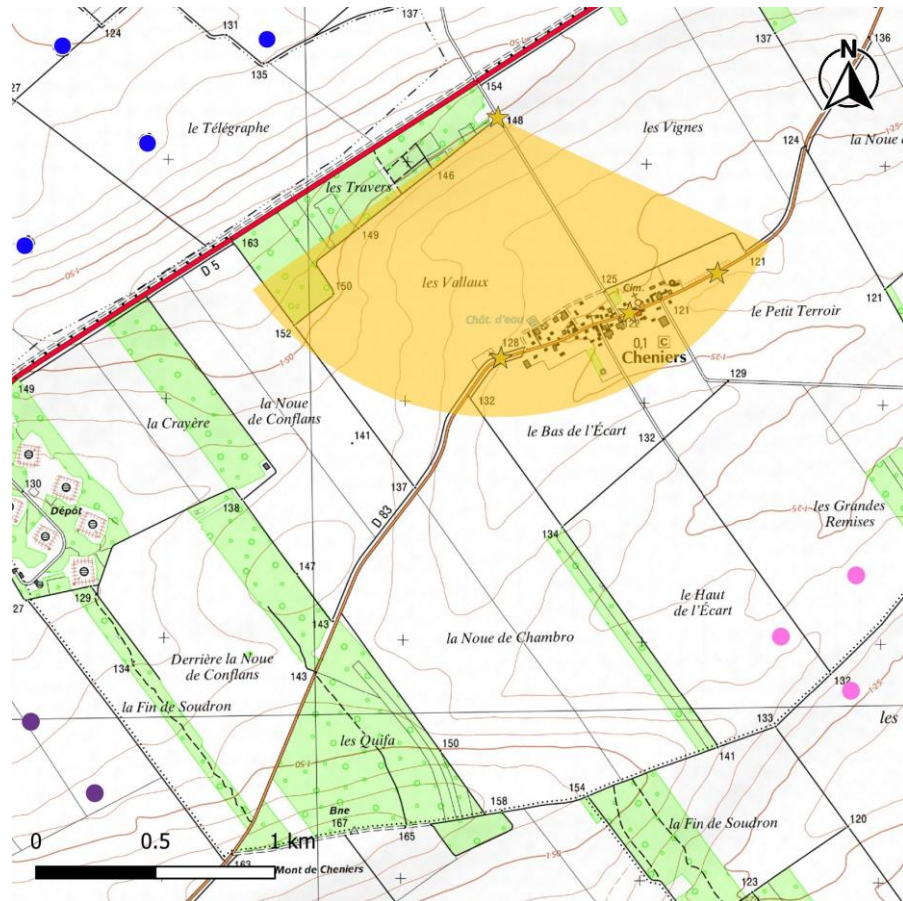 137
131
124
135
27
154
148
137
136
le Télégraphe
les Vignes
124
N
les Travers
146
163
D 5
149
150
152
les Vallaux
125
Cim.
121
Chât. d'eau
122
121
le Petit Terroir
121
128
0,1 C
Cheniers
149
132
129
la Crayère
la Noue
de Conflans
141
le Bas de l'Écart
132
130
Dépôt
138
137
D 83
134
les Grandes
Remises
129
27
147
143
le Haut
de l'Écart
134
Derrière la Noue
de Conflans
143
la Noue de Chambro
132
la Fin de Soudron
133
les
les Quifa
150
141
154
158
Bne
167
165
la Fin de Soudron
120
0 0.5 1 km
163
Mont de Cheniers
123